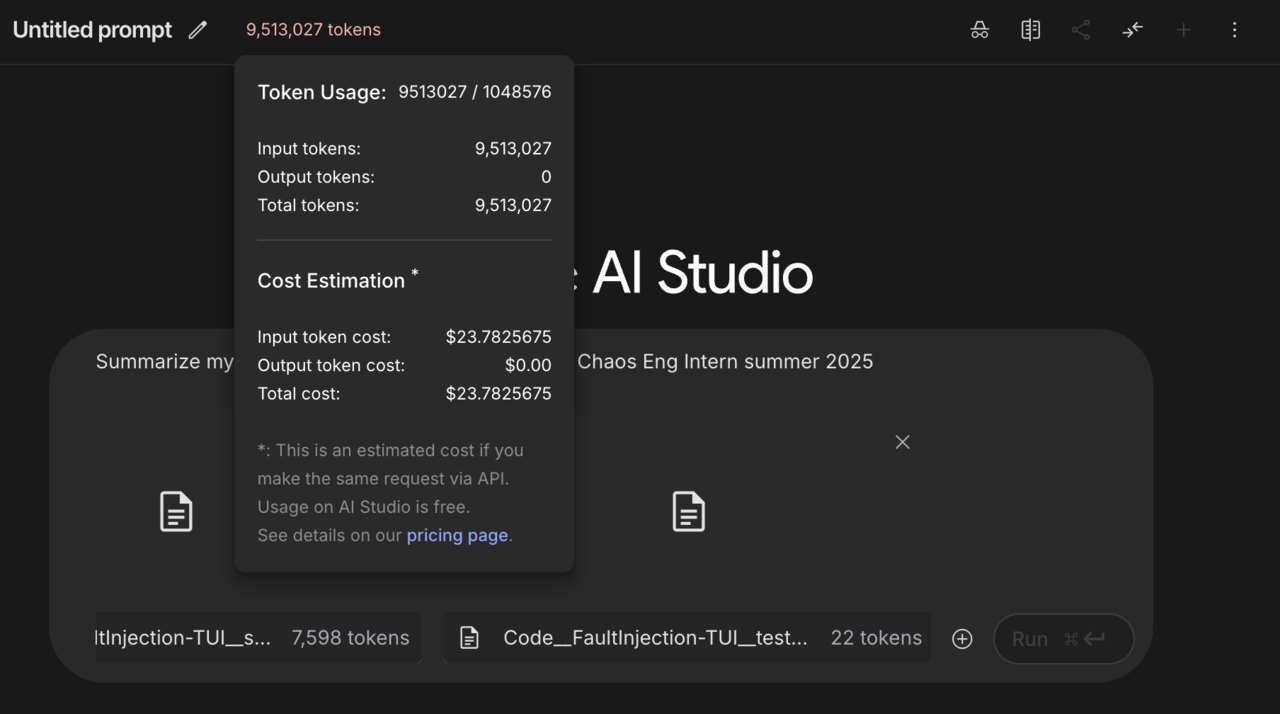 Untitled prompt 9,513,027 tokens
Token Usage: 9513027 / 1048576
Input tokens: 9,513,027
Output tokens: 0
Total tokens: 9,513,027
AI Studio
Cost Estimation *
Input token cost: $23.7825675
Output token cost: $0.00
Total cost: $23.7825675
Summarize my
Chaos Eng Intern summer 2025
*: This is an estimated cost if you
make the same request via API.
Usage on AI Studio is free.
See details on our pricing page.
ltInjection-TUI__s... 7,598 tokens
Code__FaultInjection-TUI__test... 22 tokens
Run ⌘↵